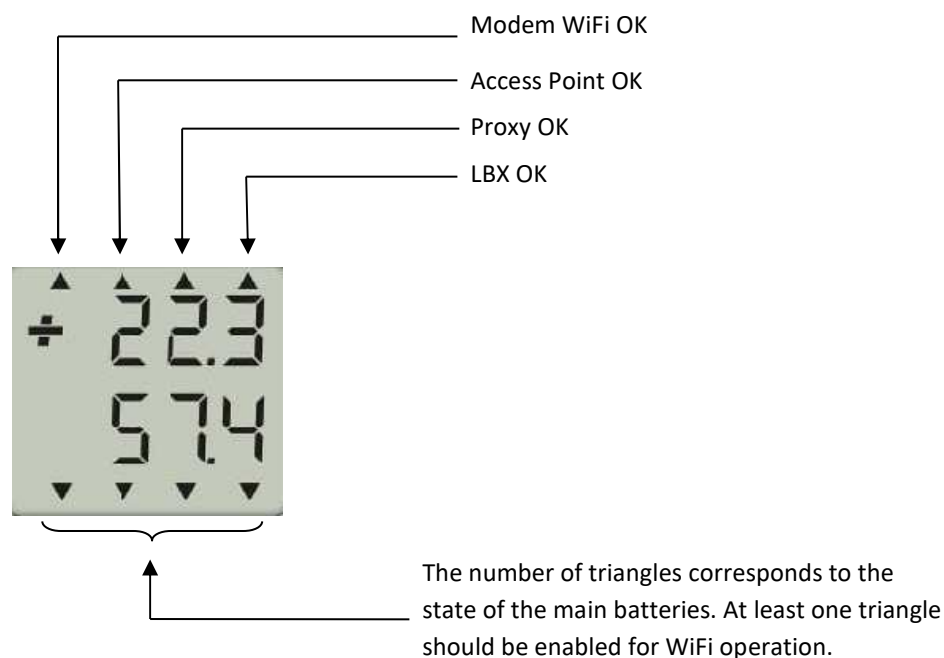 Modem WiFi OK
Access Point OK
Proxy OK
LBX OK
÷ 22.3
57.4
The number of triangles corresponds to the
state of the main batteries. At least one triangle
should be enabled for WiFi operation.